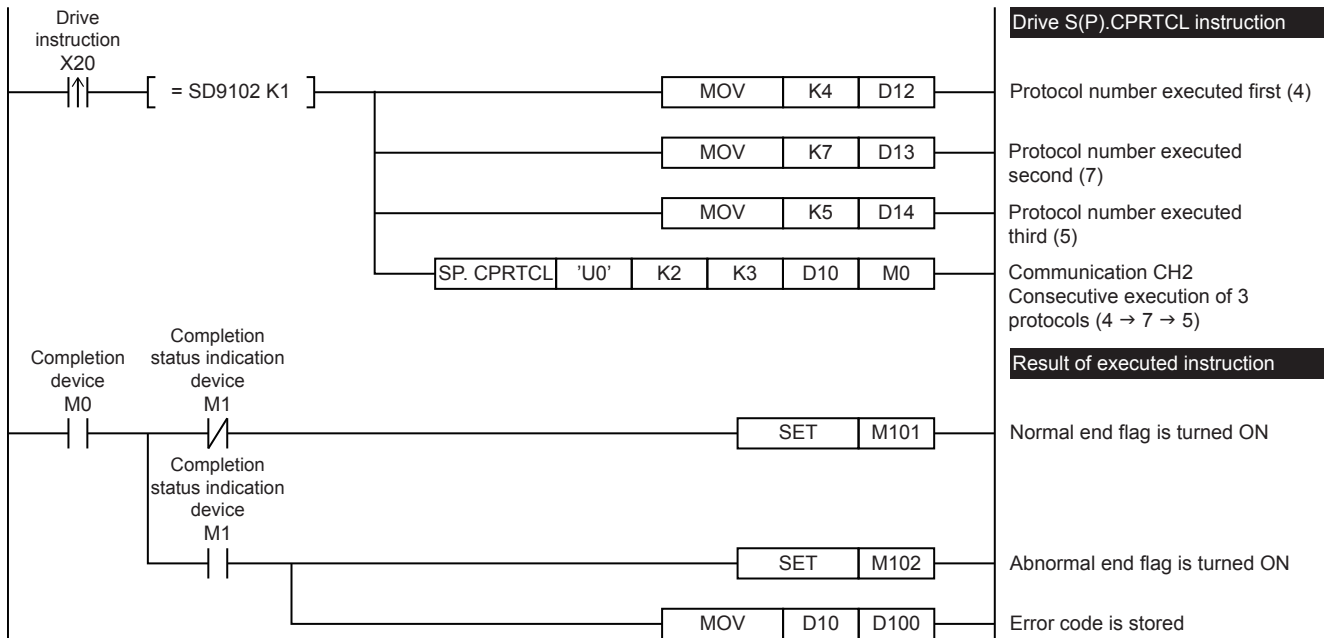 Drive
instruction
X20
= SD9102 K1
MOV K4 D12
MOV K7 D13
MOV K5 D14
SP. CPRTCL 'U0' K2 K3 D10 M0
Drive S(P).CPRTCL instruction
Protocol number executed first (4)
Protocol number executed
second (7)
Protocol number executed
third (5)
Communication CH2
Consecutive execution of 3
protocols (4 → 7 → 5)
Completion
device
M0
Completion
status indication
device
M1
SET M101
Completion
status indication
device
M1
SET M102
MOV D10 D100
Result of executed instruction
Normal end flag is turned ON
Abnormal end flag is turned ON
Error code is stored